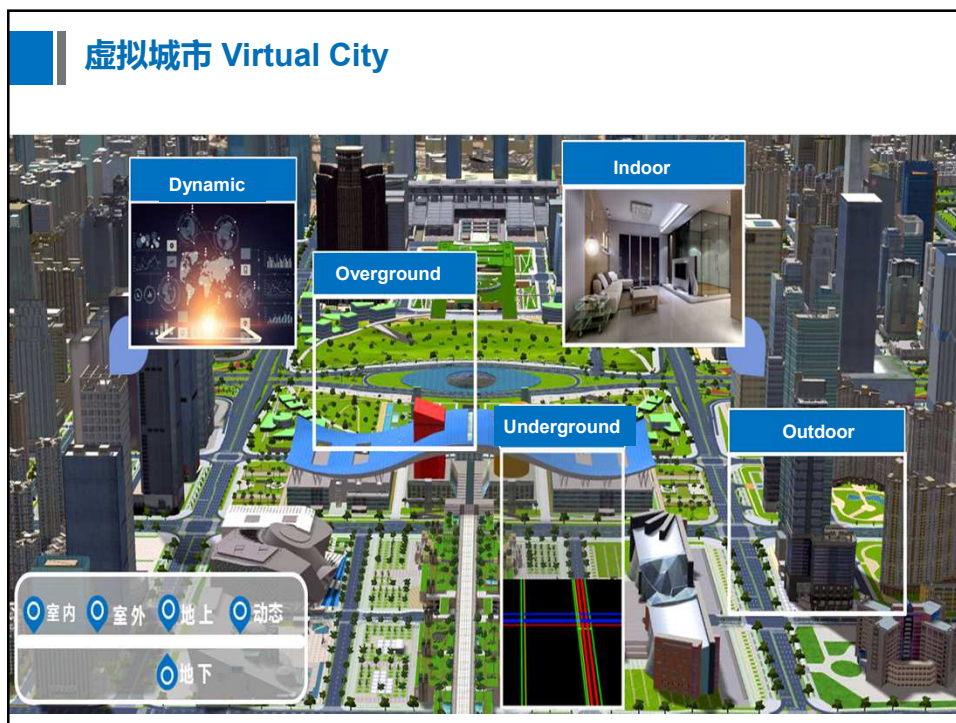 虚拟城市 Virtual City
Dynamic
Indoor
Overground
Underground
Outdoor
室内 室外 地上 动态
地下